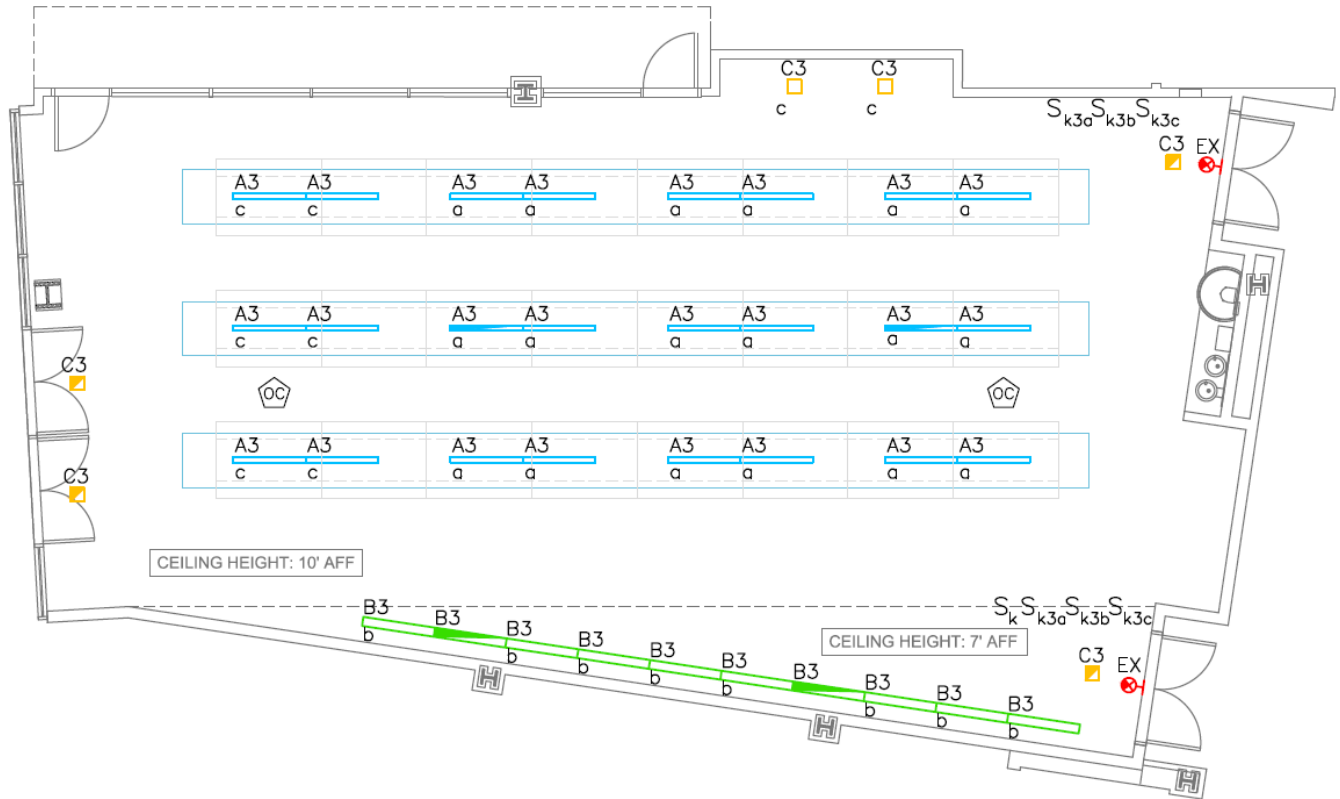 C3 C3
c c
S k3a S k3b S k3c
C3 EX
A3 A3 A3 A3 A3 A3 A3 A3
c c a a a a a a
A3 A3 A3 A3 A3 A3 A3 A3
c c a a a a a a
C3
OC OC
A3 A3 A3 A3 A3 A3 A3 A3
c c a a a a a a
C3
CEILING HEIGHT: 10' AFF
S k S k3a S k3b S k3c
B3 B3 B3 B3 B3 B3 B3 B3 B3 B3
b b b b b b b b b
CEILING HEIGHT: 7' AFF
C3 EX